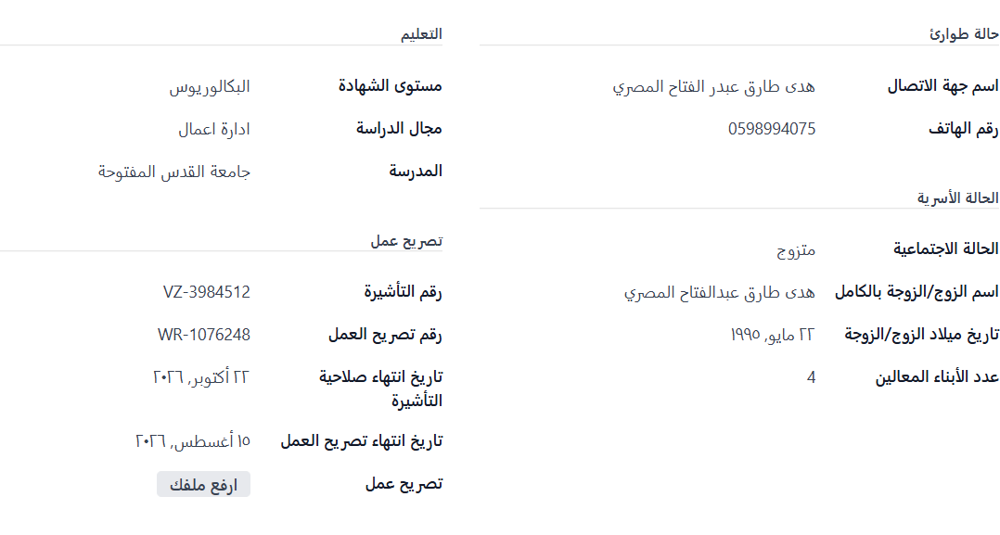 حالة طوارئ
اسم جهة الاتصال هدى طارق عبدر الفتاح المصري
رقم الهاتف 0598994075
الحالة الأسرية
الحالة الاجتماعية متزوج
اسم الزوج/الزوجة بالكامل هدى طارق عبدالفتاح المصري
تاريخ ميلاد الزوج/الزوجة ٢٢ مايو, ١٩٩٥
عدد الأبناء المعالين 4
التعليم
مستوى الشهادة البكالوريوس
مجال الدراسة ادارة اعمال
المدرسة جامعة القدس المفتوحة
تصريح عمل
رقم التأشيرة VZ-3984512
رقم تصريح العمل WR-1076248
تاريخ انتهاء صلاحية ٢٢ أكتوبر, ٢٠٢٦
التأشيرة
تاريخ انتهاء تصريح العمل ١٥ أغسطس, ٢٠٢٦
تصريح عمل ارفع ملفك